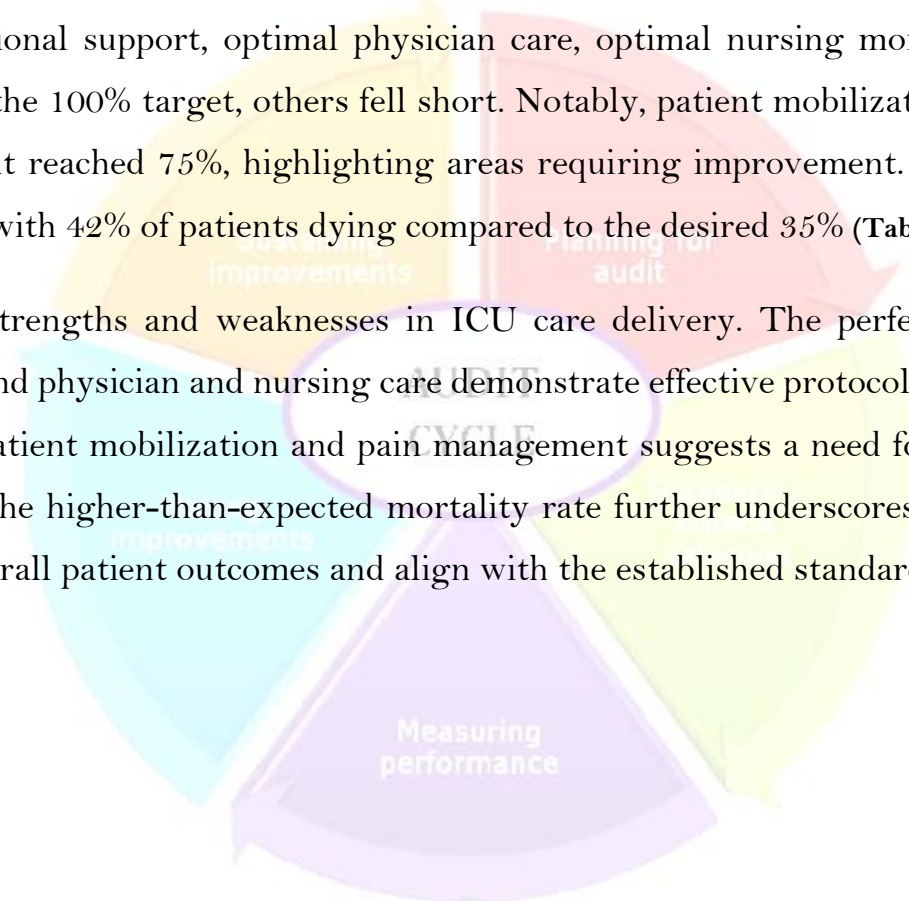 ional support, optimal physician care, optimal nursing mon
the 100% target, others fell short. Notably, patient mobilizat
t reached 75%, highlighting areas requiring improvement.
with 42% of patients dying compared to the desired 35% (Tab
Sustaining improvements
Planning for audit
trengths and weaknesses in ICU care delivery. The perfe
nd physician and nursing care demonstrate effective protocol
AUDIT
CYCLE
atient mobilization and pain management suggests a need fo
he higher-than-expected mortality rate further underscores
improvements
rall patient outcomes and align with the established standar
Measuring
performance